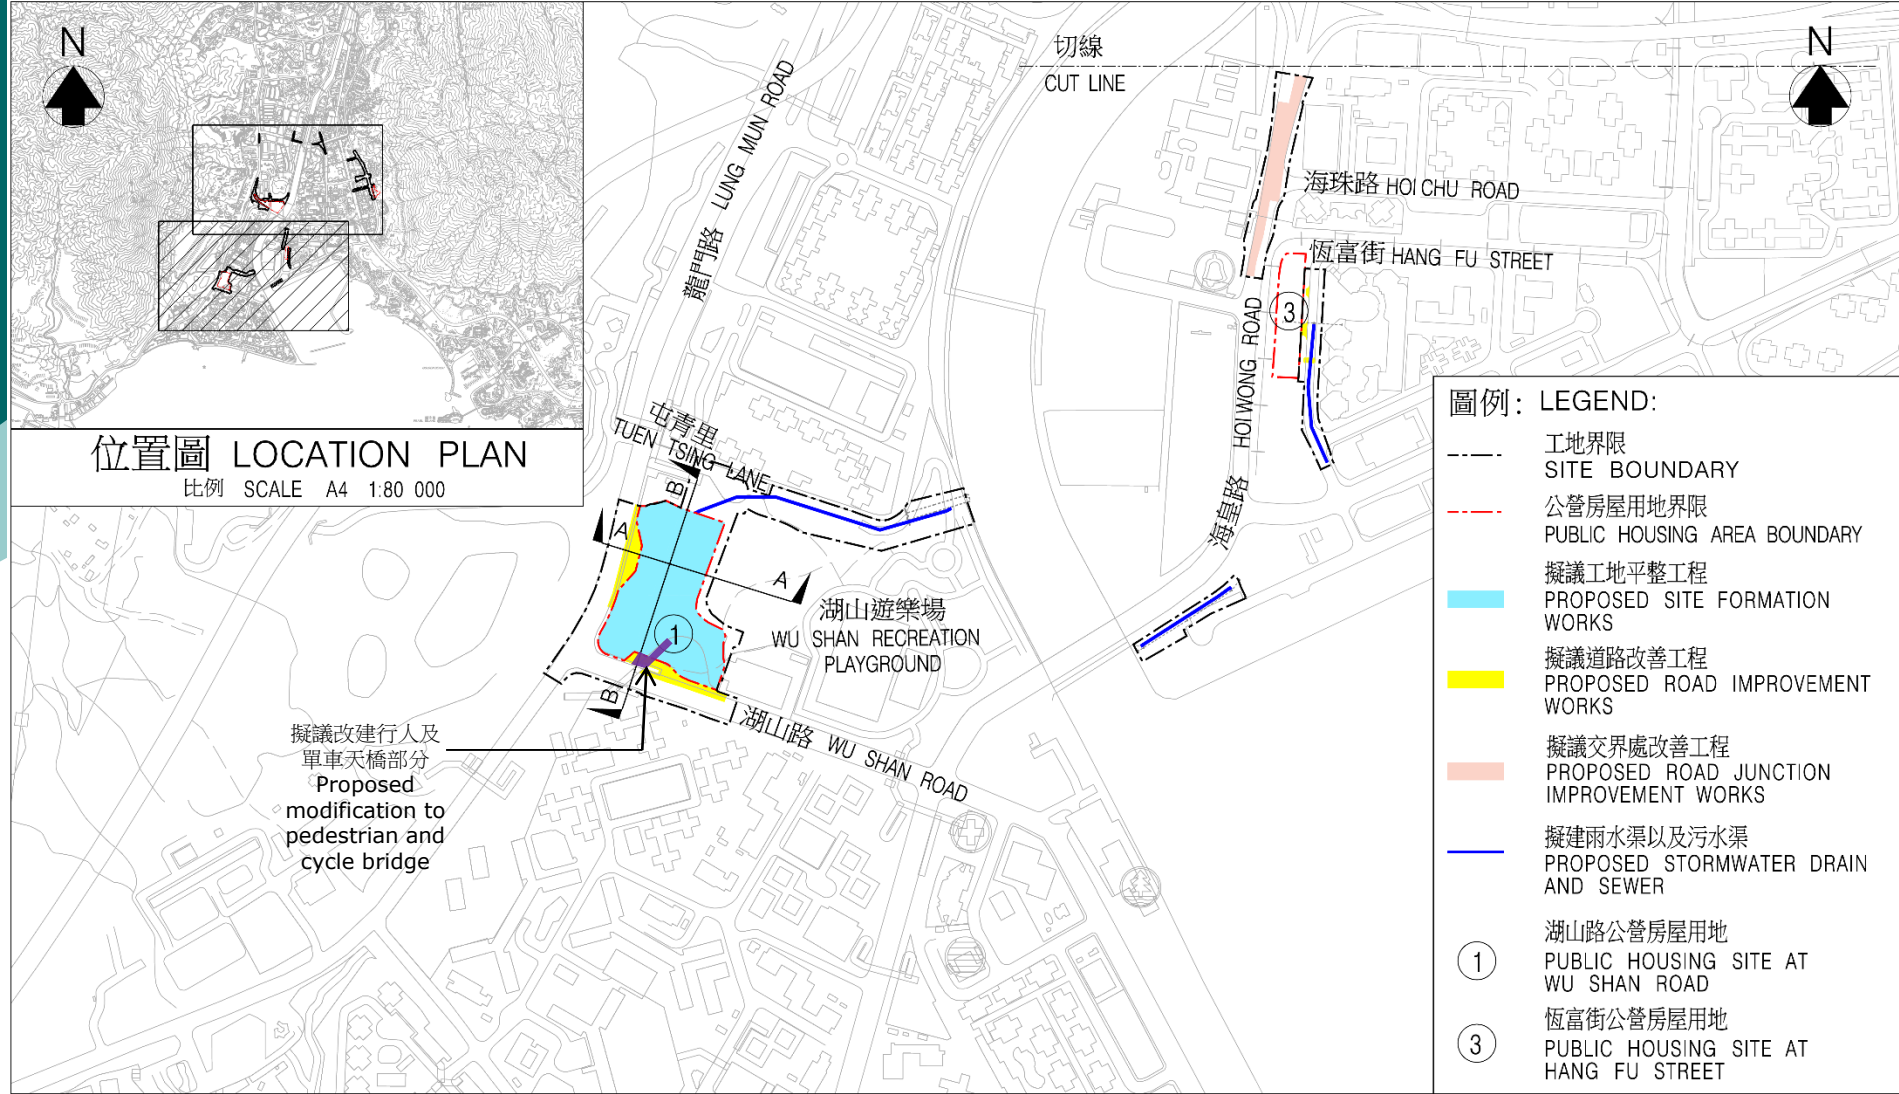 N
位置圖 LOCATION PLAN
比例 SCALE A4 1:80 000
切線
CUT LINE
N
龍門路 LUNG MUN ROAD
海珠路 HOI CHU ROAD
恆富街 HANG FU STREET
3
海皇路 HOI WONG ROAD
屯青里
TUEN TSING LANE
B
A
A
1
B
湖山遊樂場
WU SHAN RECREATION
PLAYGROUND
湖山路 WU SHAN ROAD
擬議改建行人及
單車天橋部分
Proposed
modification to
pedestrian and
cycle bridge
圖例: LEGEND:
工地界限
SITE BOUNDARY
公營房屋用地界限
PUBLIC HOUSING AREA BOUNDARY
擬議工地平整工程
PROPOSED SITE FORMATION
WORKS
擬議道路改善工程
PROPOSED ROAD IMPROVEMENT
WORKS
擬議交界處改善工程
PROPOSED ROAD JUNCTION
IMPROVEMENT WORKS
擬建雨水渠以及污水渠
PROPOSED STORMWATER DRAIN
AND SEWER
1
湖山路公營房屋用地
PUBLIC HOUSING SITE AT
WU SHAN ROAD
3
恆富街公營房屋用地
PUBLIC HOUSING SITE AT
HANG FU STREET